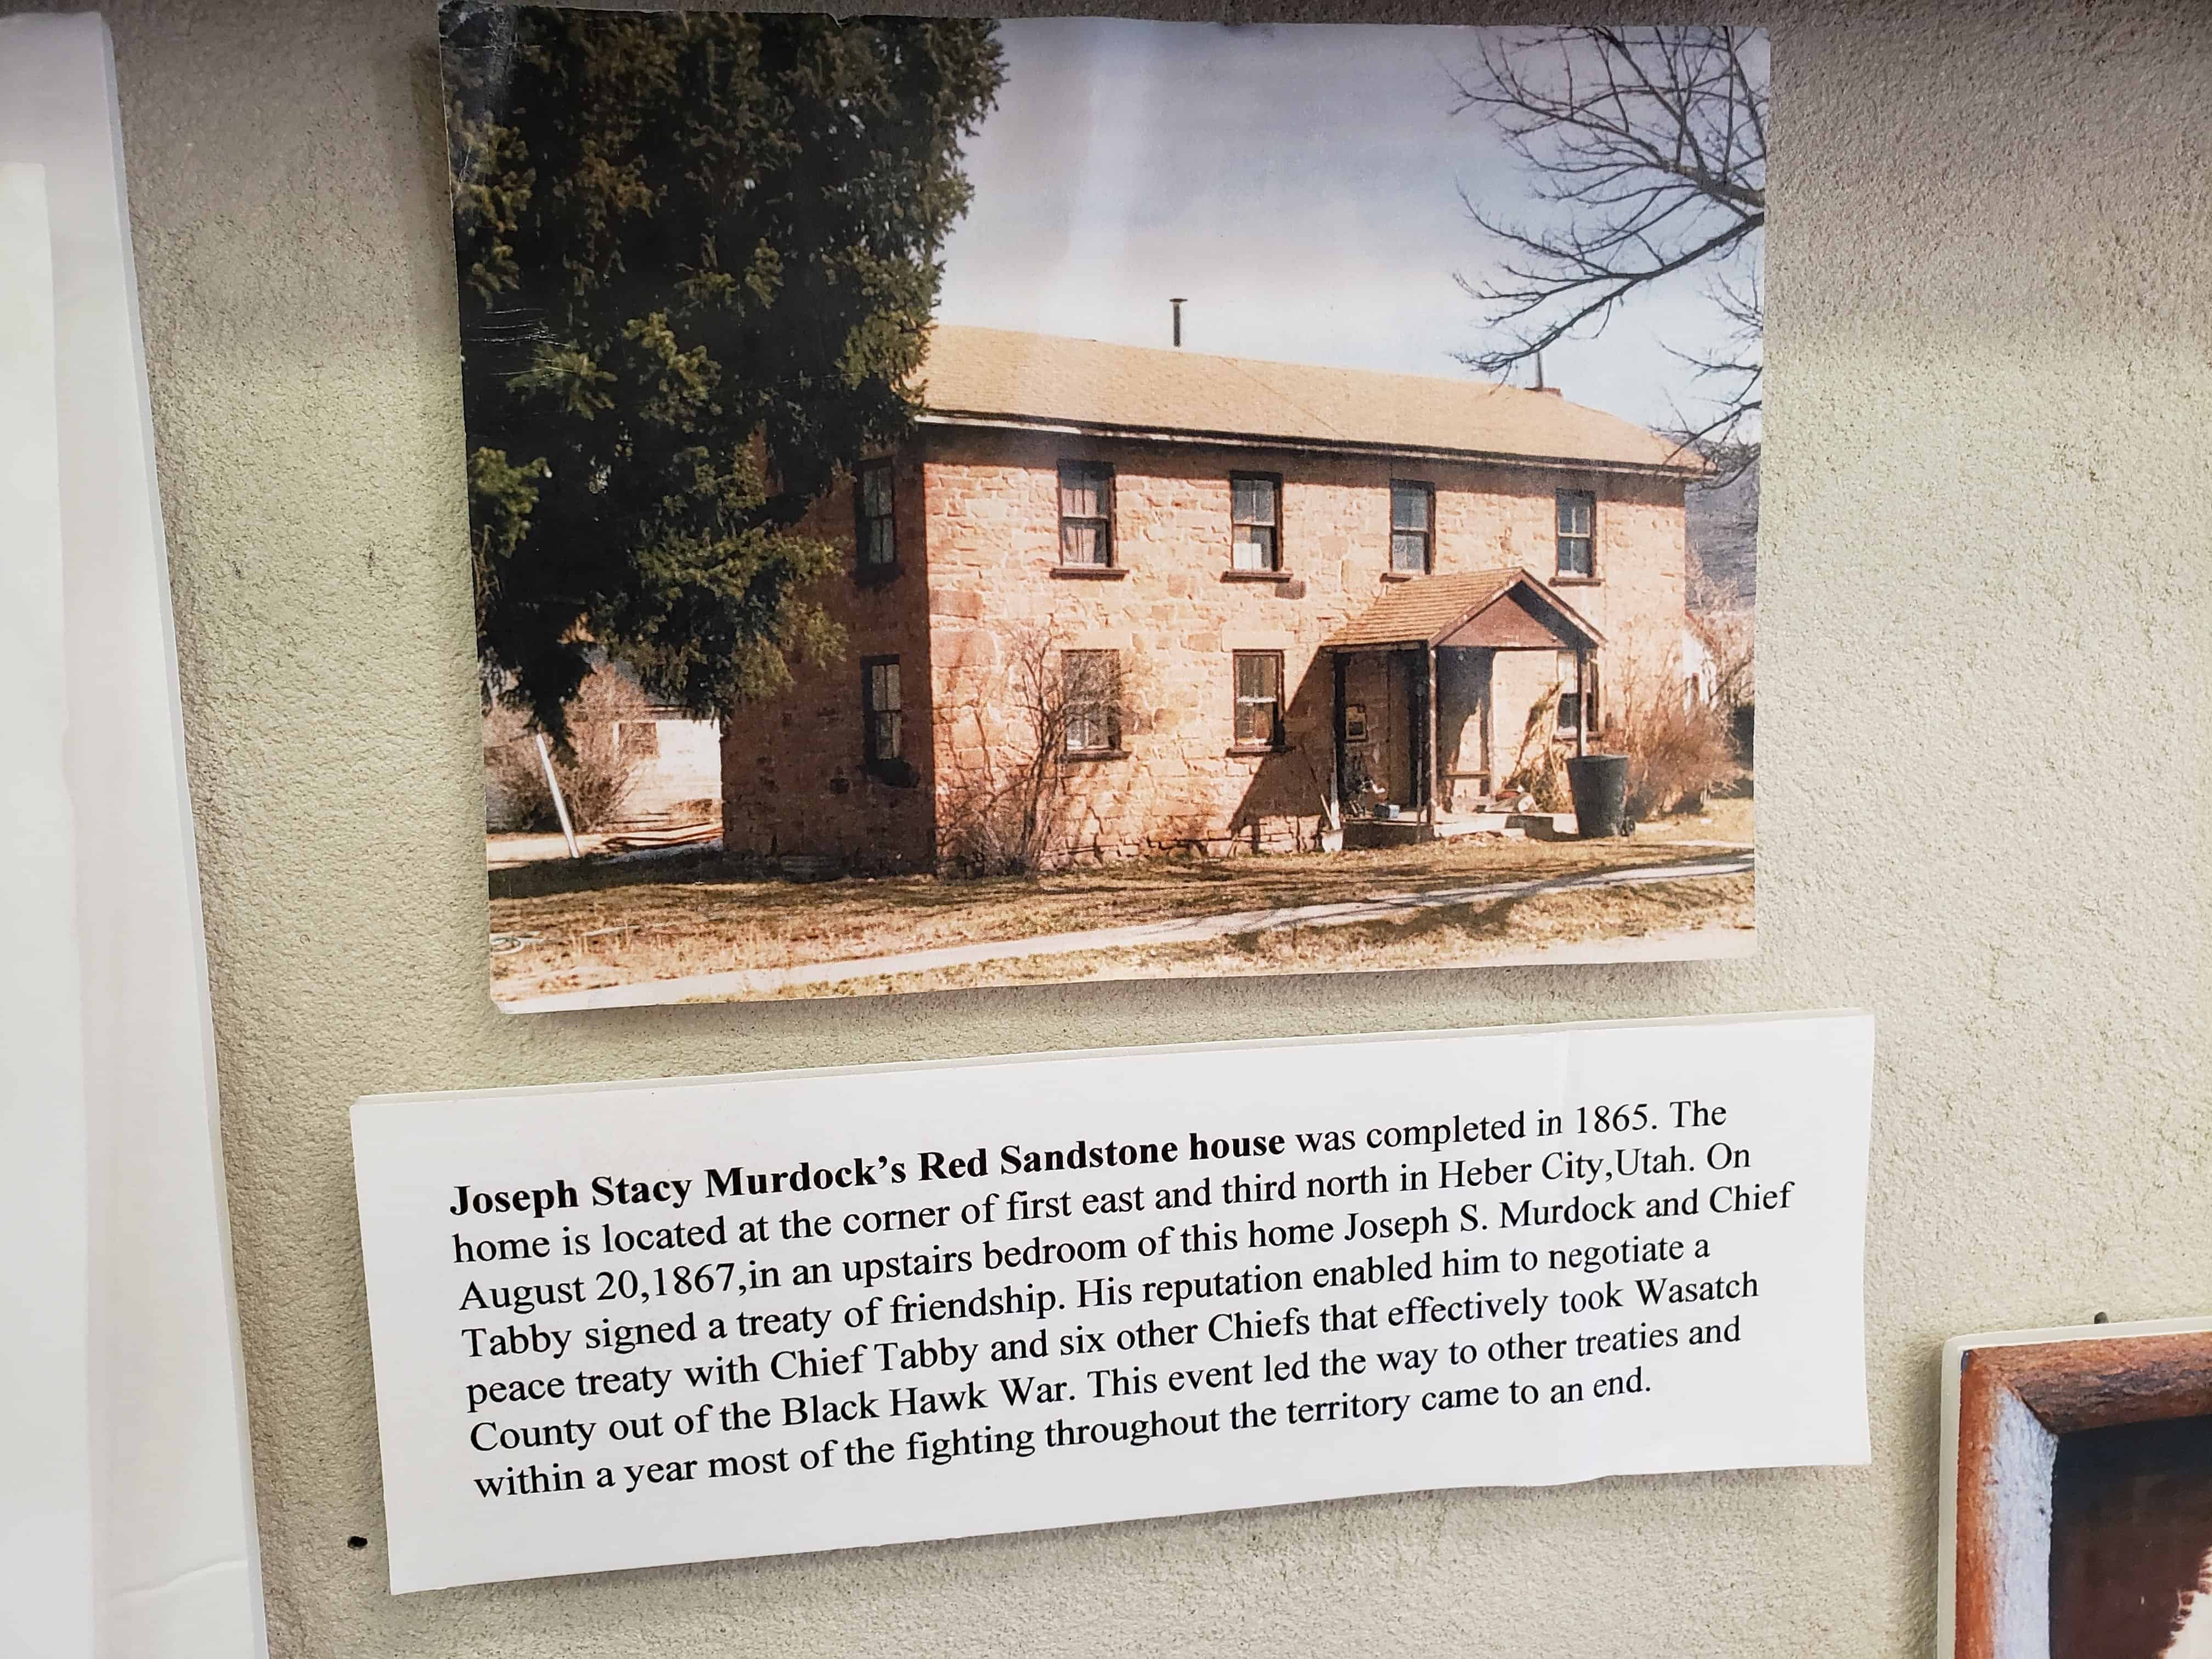 Joseph Stacy Murdock’s Red Sandstone house was completed in 1865. The
home is located at the corner of first east and third north in Heber City,Utah. On
August 20,1867,in an upstairs bedroom of this home Joseph S. Murdock and Chief
Tabby signed a treaty of friendship. His reputation enabled him to negotiate a
peace treaty with Chief Tabby and six other Chiefs that effectively took Wasatch
County out of the Black Hawk War. This event led the way to other treaties and
within a year most of the fighting throughout the territory came to an end.